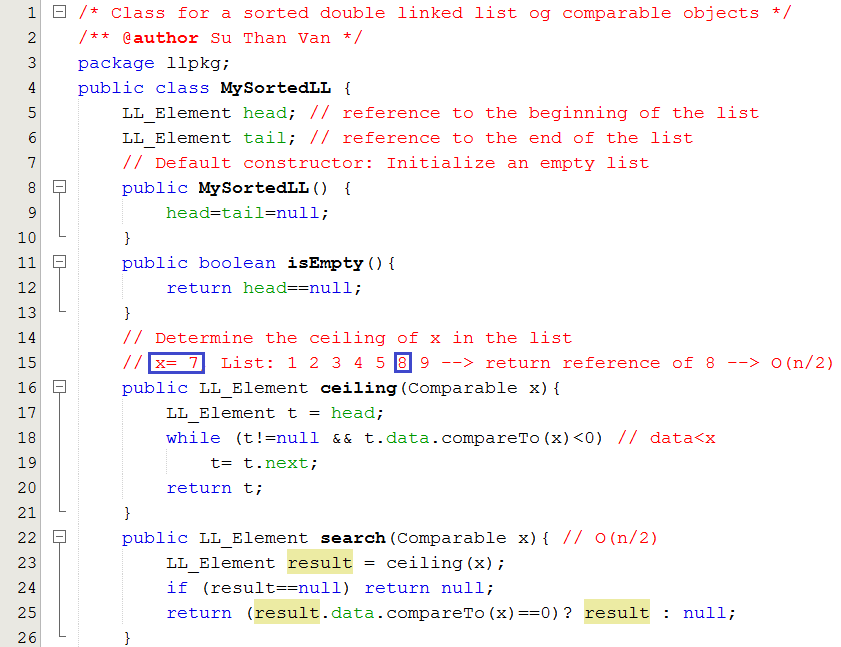 1 /* Class for a sorted double linked list og comparable objects */
2 /** @author Su Than Van */
3 package llpkg;
4 public class MySortedLL {
5 LL_Element head; // reference to the beginning of the list
6 LL_Element tail; // reference to the end of the list
7 // Default constructor: Initialize an empty list
8 public MySortedLL() {
9 head=tail=null;
10 }
11 public boolean isEmpty(){
12 return head==null;
13 }
14 // Determine the ceiling of x in the list
15 // x= 7 List: 1 2 3 4 5 8 9 --> return reference of 8 --> O(n/2)
16 public LL_Element ceiling(Comparable x){
17 LL_Element t = head;
18 while (t!=null && t.data.compareTo(x)<0) // data<x
19 t= t.next;
20 return t;
21 }
22 public LL_Element search(Comparable x){ // O(n/2)
23 LL_Element result = ceiling(x);
24 if (result==null) return null;
25 return (result.data.compareTo(x)==0)? result : null;
26 }